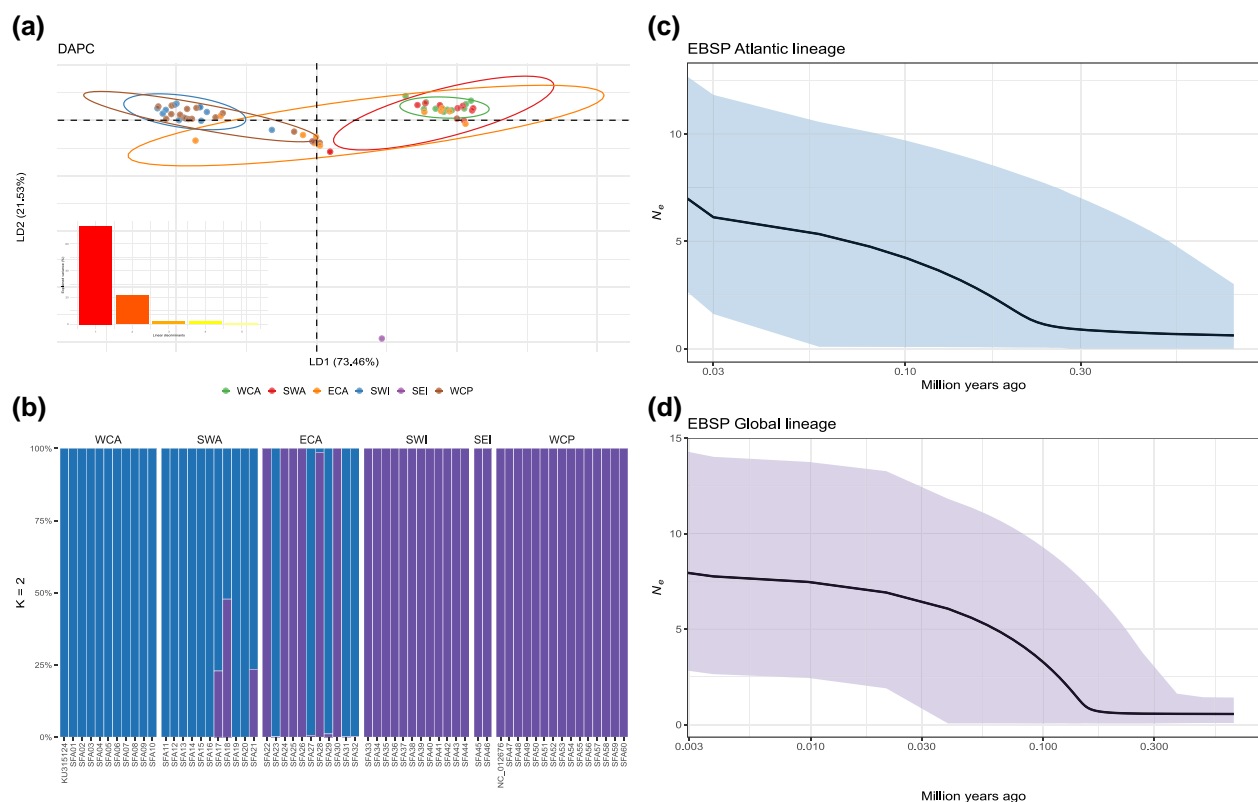 (a)
DAPC
LD2 (21.53%)
Linear discriminants
LD1 (73.46%)
WCA SWA ECA SWI SEI WCP
(b)
WCA SWA ECA SWI SEI WCP
100%
75%
50%
25%
0%
K = 2
KU315124 SFA01 SFA02 SFA03 SFA04 SFA05 SFA06 SFA07 SFA08 SFA09 SFA10 SFA11 SFA12 SFA13 SFA14 SFA15 SFA16 SFA17 SFA18 SFA19 SFA20 SFA21 SFA22 SFA23 SFA24 SFA25 SFA26 SFA27 SFA28 SFA29 SFA30 SFA31 SFA32 SFA33 SFA34 SFA35 SFA36 SFA37 SFA38 SFA39 SFA40 SFA41 SFA42 SFA43 SFA44 SFA45 SFA46 NC_012676 SFA47 SFA48 SFA49 SFA50 SFA51 SFA52 SFA53 SFA54 SFA55 SFA56 SFA57 SFA58 SFA59 SFA60
(c)
EBSP Atlantic lineage
10
5
0
Ne
0.03 0.10 0.30
Million years ago
(d)
EBSP Global lineage
15
10
5
0
Ne
0.003 0.010 0.030 0.100 0.300
Million years ago